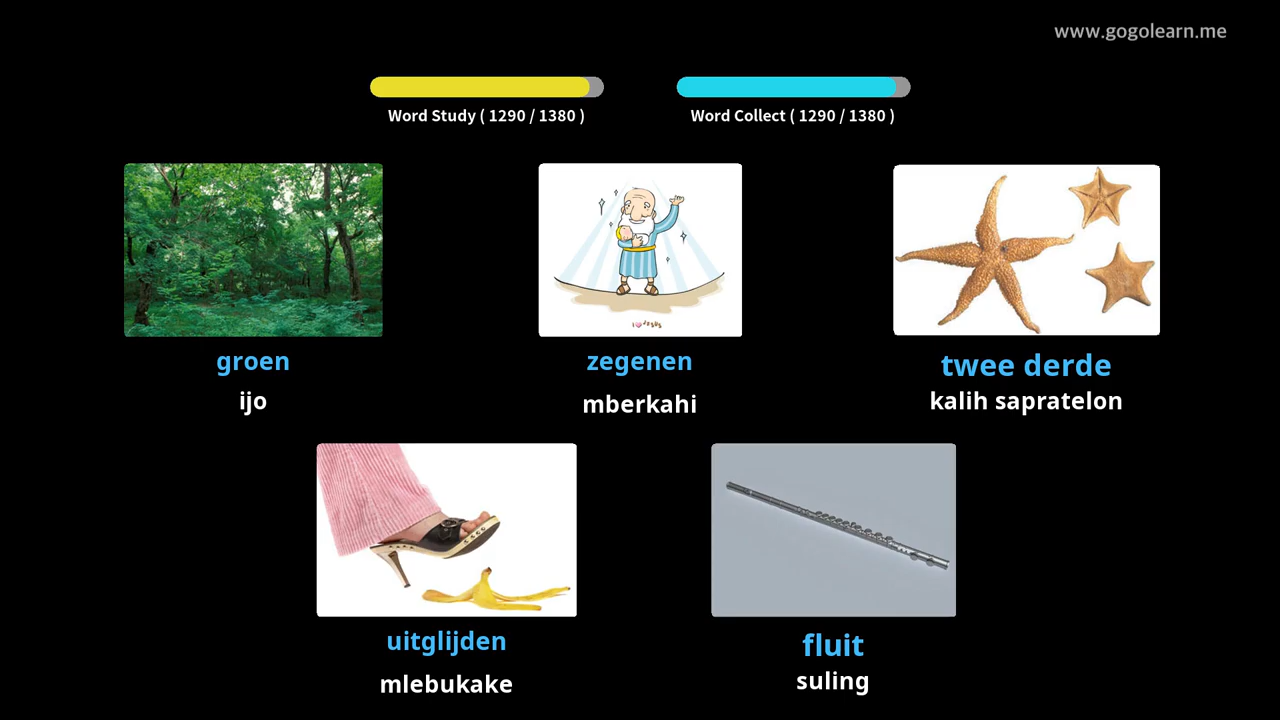 www.gogolearn.me
Word Study ( 1290 / 1380 )
Word Collect ( 1290 / 1380 )
I JESUS
groen
zegenen
twee derde
ijo
mberkahi
kalih sapratelon
uitglijden
fluit
mlebukake
suling